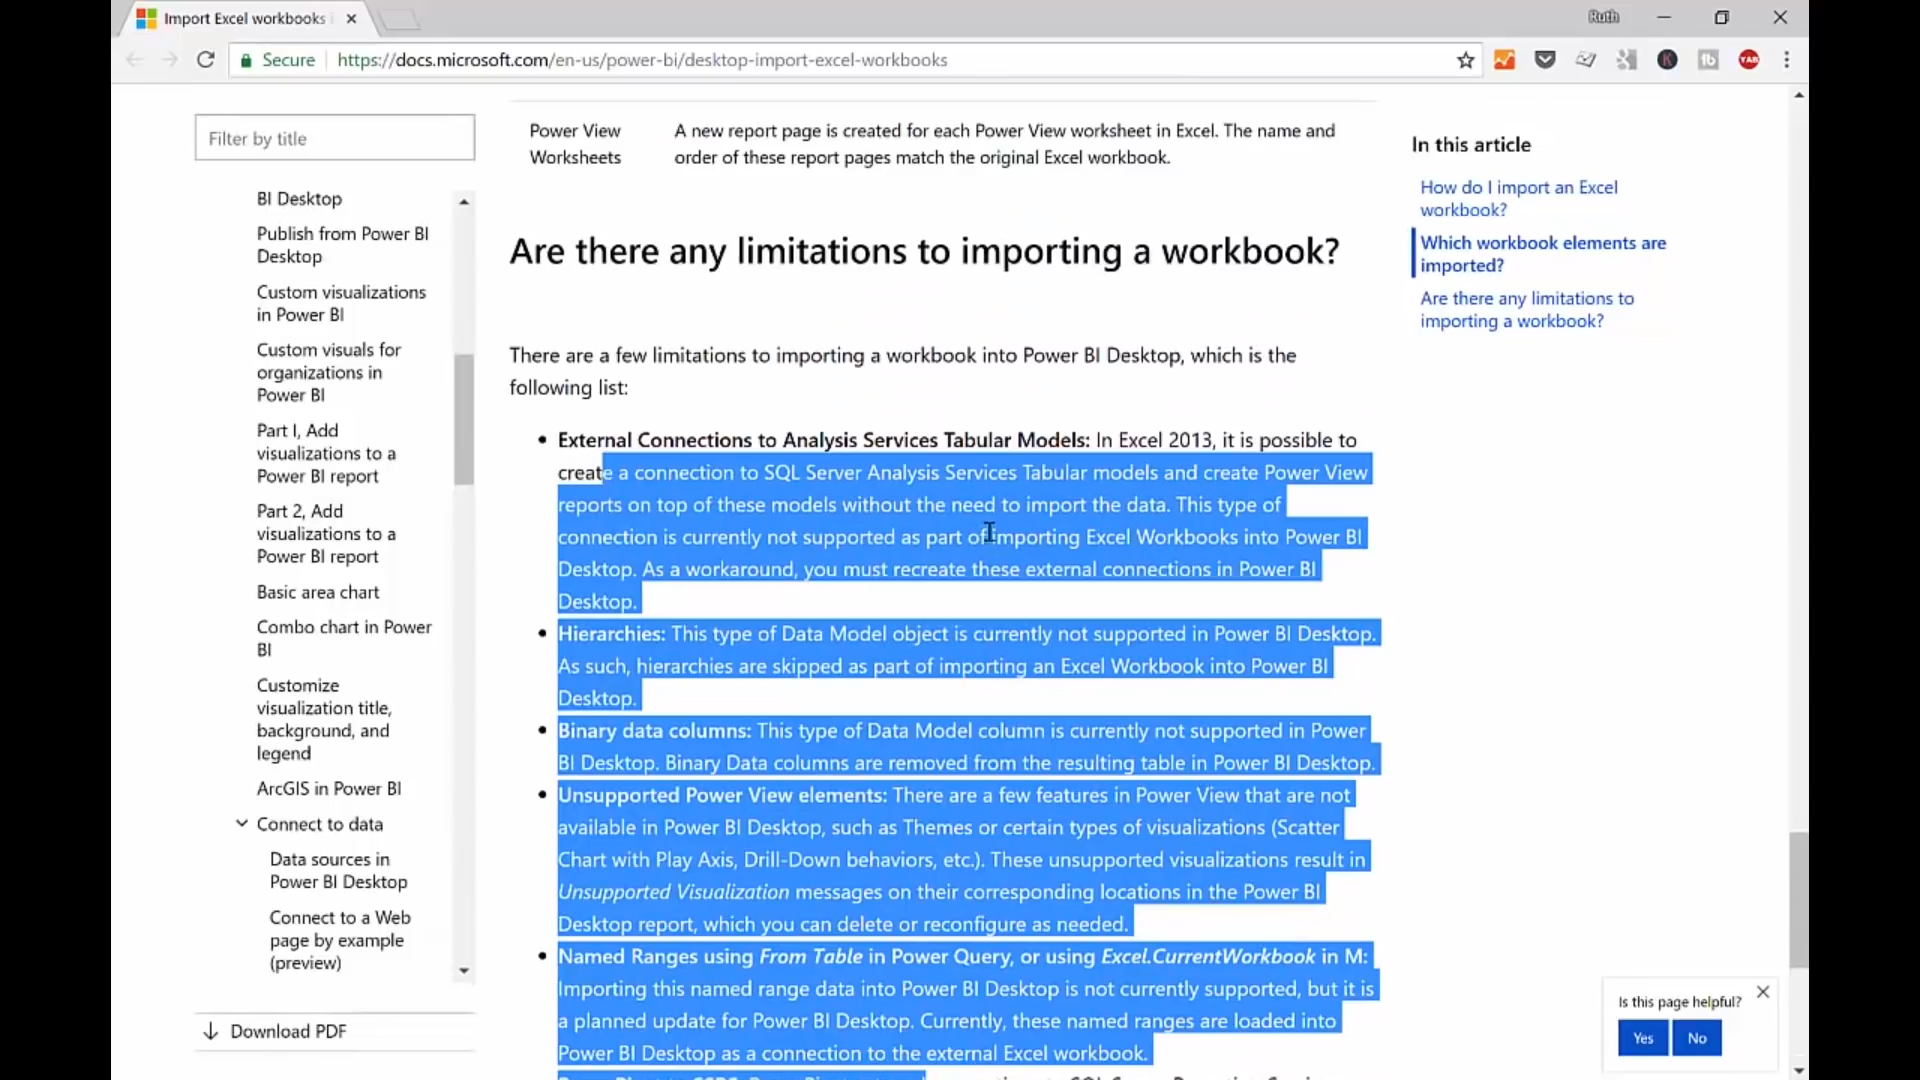 Import Excel workbooks
Ruth
Secure
https://docs.microsoft.com/en-us/power-bi/desktop-import-excel-workbooks
Filter by title
BI Desktop
Publish from Power BI
Desktop
Custom visualizations
in Power BI
Custom visuals for
organizations in
Power BI
Part I, Add
visualizations to a
Power BI report
Part 2, Add
visualizations to a
Power BI report
Basic area chart
Combo chart in Power
BI
Customize
visualization title,
background, and
legend
ArcGIS in Power BI
Connect to data
Data sources in
Power BI Desktop
Connect to a Web
page by example
(preview)
Download PDF
Power View
Worksheets
A new report page is created for each Power View worksheet in Excel. The name and
order of these report pages match the original Excel workbook.
Are there any limitations to importing a workbook?
There are a few limitations to importing a workbook into Power BI Desktop, which is the
following list:
• External Connections to Analysis Services Tabular Models: In Excel 2013, it is possible to
create a connection to SQL Server Analysis Services Tabular models and create Power View
reports on top of these models without the need to import the data. This type of
connection is currently not supported as part of importing Excel Workbooks into Power BI
Desktop. As a workaround, you must recreate these external connections in Power BI
Desktop.
• Hierarchies: This type of Data Model object is currently not supported in Power BI Desktop.
As such, hierarchies are skipped as part of importing an Excel Workbook into Power BI
Desktop.
• Binary data columns: This type of Data Model column is currently not supported in Power
BI Desktop. Binary Data columns are removed from the resulting table in Power BI Desktop.
• Unsupported Power View elements: There are a few features in Power View that are not
available in Power BI Desktop, such as Themes or certain types of visualizations (Scatter
Chart with Play Axis, Drill-Down behaviors, etc.). These unsupported visualizations result in
Unsupported Visualization messages on their corresponding locations in the Power BI
Desktop report, which you can delete or reconfigure as needed.
• Named Ranges using From Table in Power Query, or using Excel.CurrentWorkbook in M:
Importing this named range data into Power BI Desktop is not currently supported, but it is
a planned update for Power BI Desktop. Currently, these named ranges are loaded into
Power BI Desktop as a connection to the external Excel workbook.
In this article
How do I import an Excel
workbook?
Which workbook elements are
imported?
Are there any limitations to
importing a workbook?
Is this page helpful?
Yes
No